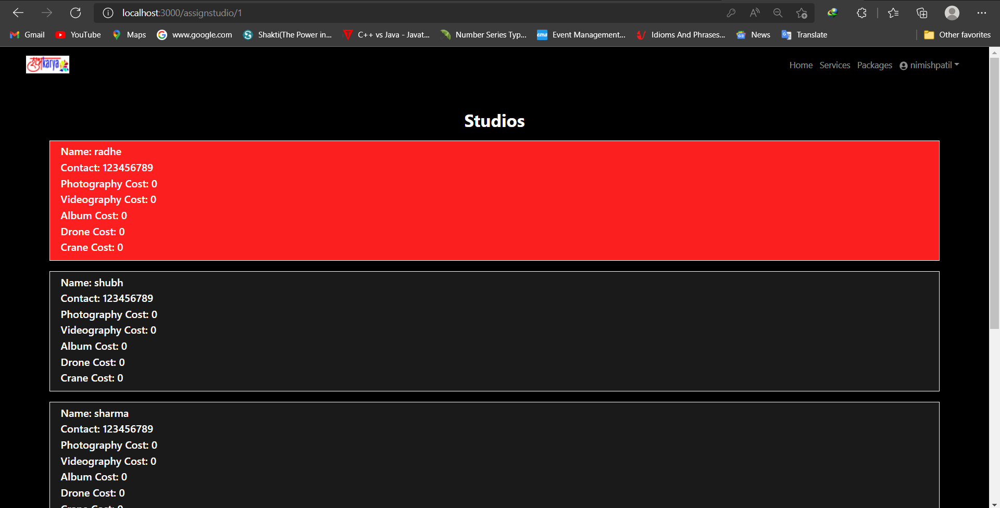 localhost:3000/assignstudio/1
Gmail
YouTube
Maps
www.google.com
Shakti(The Power in...
C++ vs Java - Javat...
Number Series Typ...
Event Management...
Idioms And Phrases...
News
Translate
Other favorites
karya
Home
Services
Packages
nimishpatil
Studios
Name: radhe
Contact: 123456789
Photography Cost: 0
Videography Cost: 0
Album Cost: 0
Drone Cost: 0
Crane Cost: 0
Name: shubh
Contact: 123456789
Photography Cost: 0
Videography Cost: 0
Album Cost: 0
Drone Cost: 0
Crane Cost: 0
Name: sharma
Contact: 123456789
Photography Cost: 0
Videography Cost: 0
Album Cost: 0
Drone Cost: 0
Crane Cost: 0